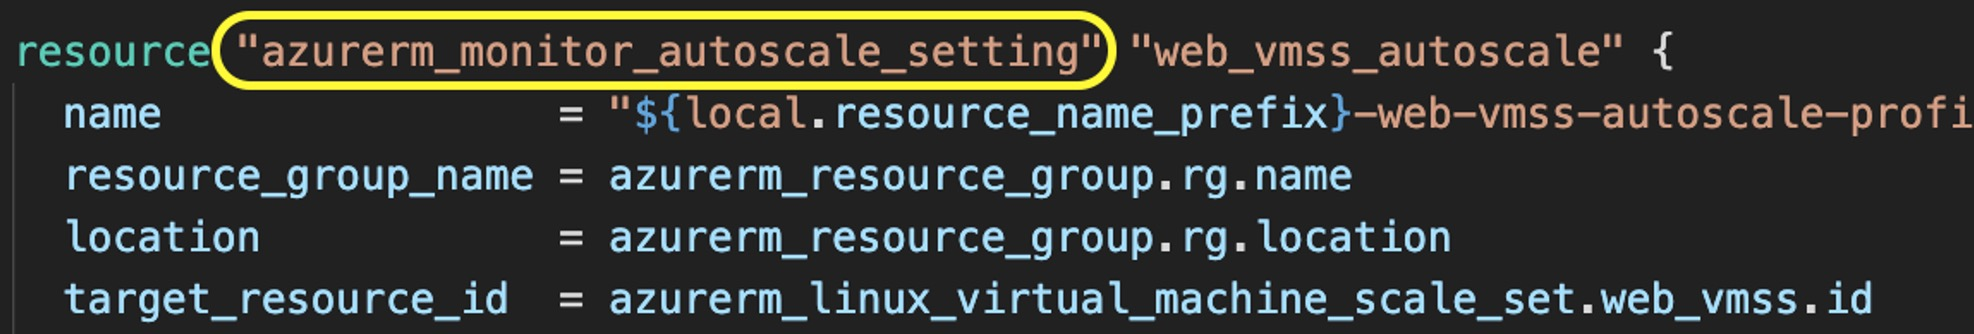 resource "azurerm_monitor_autoscale_setting" "web_vmss_autoscale" {
name = "${local.resource_name_prefix}-web-vmss-autoscale-profi
resource_group_name = azurerm_resource_group.rg.name
location = azurerm_resource_group.rg.location
target_resource_id = azurerm_linux_virtual_machine_scale_set.web_vmss.id